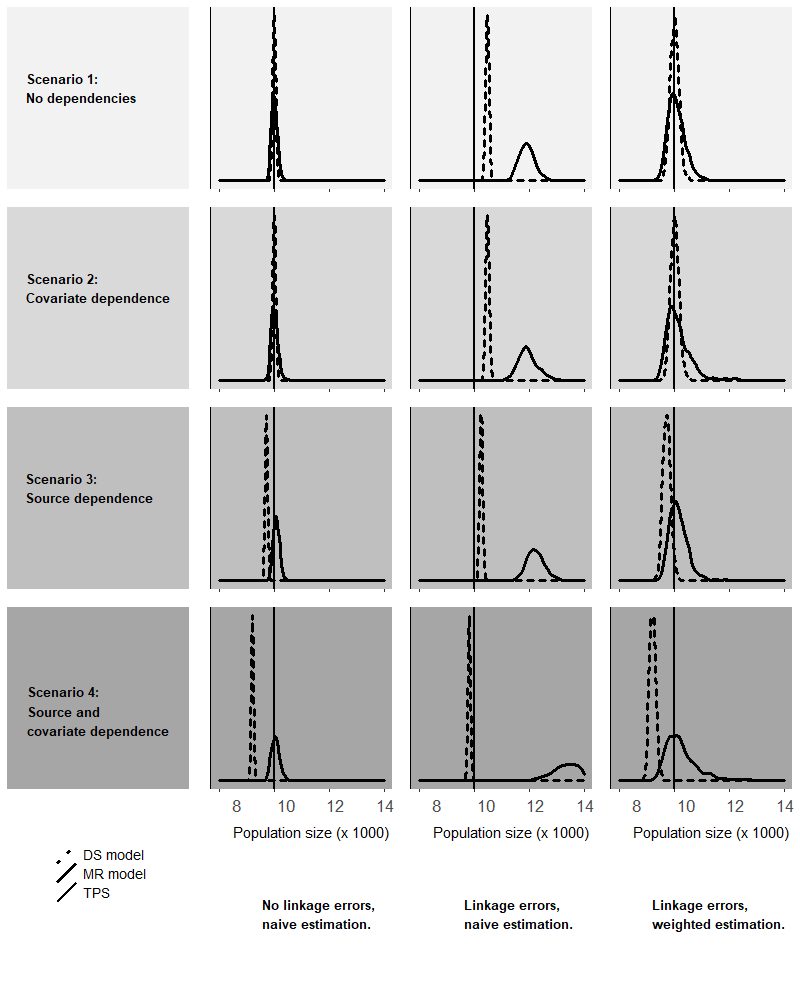 Scenario 1:
No dependencies
Scenario 2:
Covariate dependence
Scenario 3:
Source dependence
Scenario 4:
Source and
covariate dependence
8 10 12 14 8 10 12 14 8 10 12 14
Population size (x 1000) Population size (x 1000) Population size (x 1000)
DS model
MR model
TPS
No linkage errors,
naive estimation.
Linkage errors,
naive estimation.
Linkage errors,
weighted estimation.